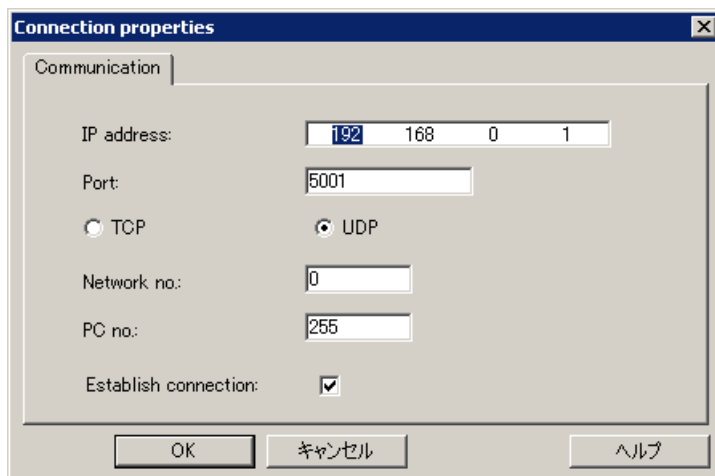 Connection properties
Communication
IP address: 192 168 0 1
Port: 5001
TCP UDP
Network no.: 0
PC no.: 255
Establish connection:
OK キャンセル ヘルプ